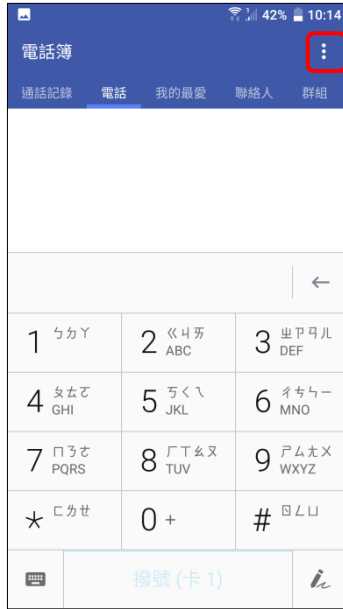 42% 10:14
電話簿
通話記錄 電話 我的最愛 聯絡人 群組
1 ㄅㄉㄚ
2 ㄍㄐㄞ ABC
3 ㄓㄗㄢㄦ DEF
4 ㄆㄊㄛ GHI
5 ㄎㄑㄟ JKL
6 ㄔㄘㄣㄧ MNO
7 ㄇㄋㄜ PQRS
8 ㄏㄒㄠㄡ TUV
9 ㄕㄙㄤㄨ WXYZ
* ㄈㄌㄝ
0 +
# ㄖㄥㄩ
撥號 (卡 1)